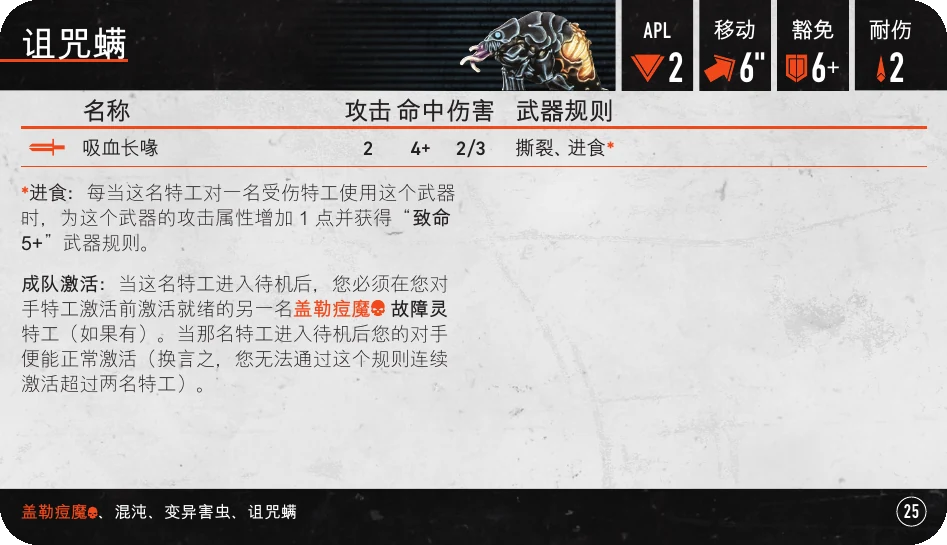 诅咒螨
APL 移动 豁免 耐伤
2 6" 6+ 2
名称 攻击 命中 伤害 武器规则
吸血长喙 2 4+ 2/3 撕裂、进食*
*进食：每当这名特工对一名受伤特工使用这个武器
时，为这个武器的攻击属性增加 1 点并获得“致命
5+”武器规则。
成队激活：当这名特工进入待机后，您必须在您对
手特工激活前激活就绪的另一名盖勒痘魔 故障灵
特工（如果有）。当那名特工进入待机后您的对手
便能正常激活（换言之，您无法通过这个规则连续
激活超过两名特工）。
盖勒痘魔、混沌、变异害虫、诅咒螨
25